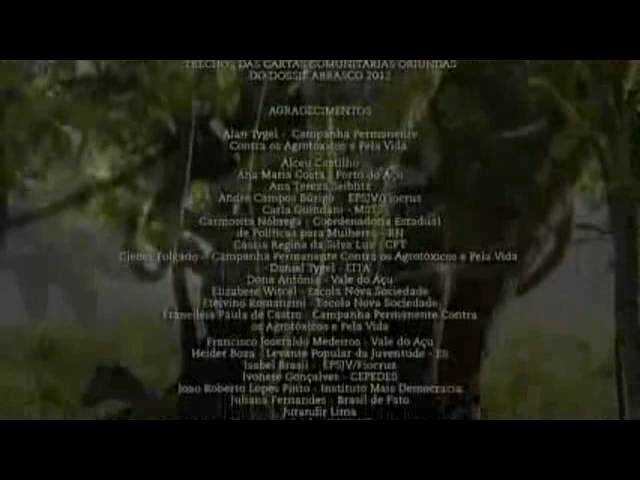 TRECHOS DAS CARTAS COMUNITÁRIAS ORIUNDAS
DO DOSSIÊ ABRASCO 2012
AGRADECIMENTOS
Alan Tygel - Campanha Permanente
Contra os Agrotóxicos e Pela Vida
Alceu Castilho
Ana Maria Costa - Porto do Açu
Ana Tereza
André Campos Búrigo - EPSJV/Fiocruz
Carla Guindani - MST
Carmosita Nóbrega - Coordenadoria Estadual
de Políticas para Mulheres - RN
Cássia Regina da Silva Luz - CPT
Cleber Folgado - Campanha Permanente Contra os Agrotóxicos e Pela Vida
Daniel Tygel - EITA
Dona Antônia - Vale do Açu
Elizabete Witcel - Escola Nova Sociedade
Etelvino Romanzini - Escola Nova Sociedade
Francileia Paula de Castro - Campanha Permanente Contra
os Agrotóxicos e Pela Vida
Francisco Joseraldo Medeiros - Vale do Açu
Heider Boza - Levante Popular da Juventude - ES
Isabel Brasil - EPSJV/Fiocruz
Ivonete Gonçalves - CEPEDES
João Roberto Lopes Pinto - Instituto Mais Democracia
Juliana Fernandes - Brasil de Fato
Jurandir Lima